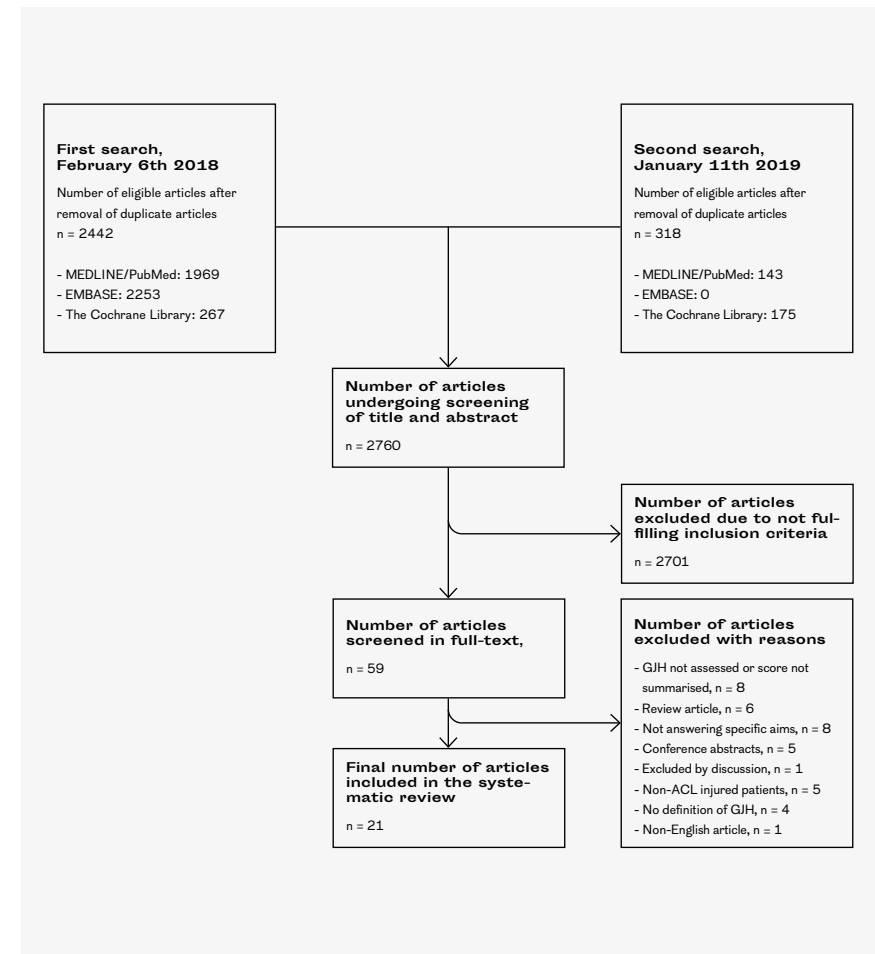 First search,
February 6th 2018
Number of eligible articles after
removal of duplicate articles
n = 2442
- MEDLINE/PubMed: 1969
- EMBASE: 2253
- The Cochrane Library: 267
Second search,
January 11th 2019
Number of eligible articles after
removal of duplicate articles
n = 318
- MEDLINE/PubMed: 143
- EMBASE: 0
- The Cochrane Library: 175
Number of articles
undergoing screening
of title and abstract
n = 2760
Number of articles
excluded due to not ful-
filling inclusion criteria
n = 2701
Number of articles
screened in full-text,
n = 59
Number of articles
excluded with reasons
- GJH not assessed or score not
summarised, n = 8
- Review article, n = 6
- Not answering specific aims, n = 8
- Conference abstracts, n = 5
- Excluded by discussion, n = 1
- Non-ACL injured patients, n = 5
- No definition of GJH, n = 4
- Non-English article, n = 1
Final number of articles
included in the syste-
matic review
n = 21